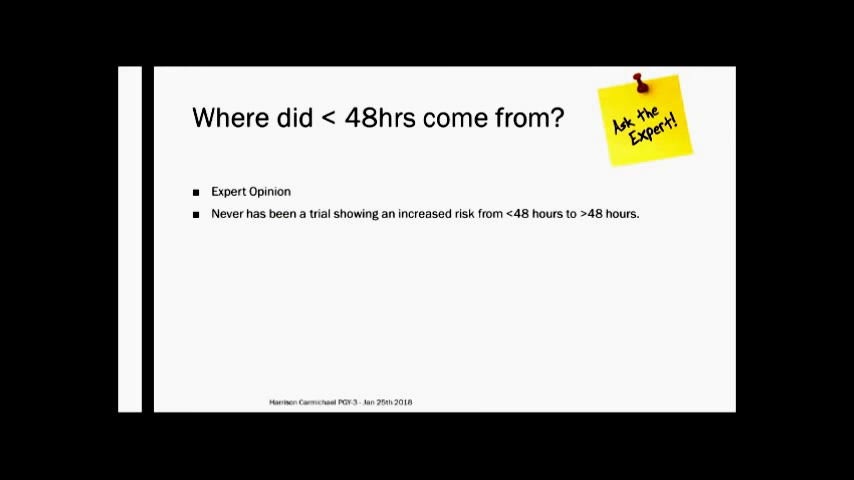 Where did < 48hrs come from?
Ask the
Expert!
■ Expert Opinion
■ Never has been a trial showing an increased risk from <48 hours to >48 hours.
Harrison Carmichael PGY-3 - Jan 25th 2018